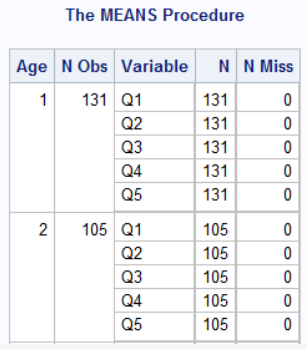 The MEANS Procedure
Age N Obs Variable N N Miss
1 131 Q1 131 0
Q2 131 0
Q3 131 0
Q4 131 0
Q5 131 0
2 105 Q1 105 0
Q2 105 0
Q3 105 0
Q4 105 0
Q5 105 0